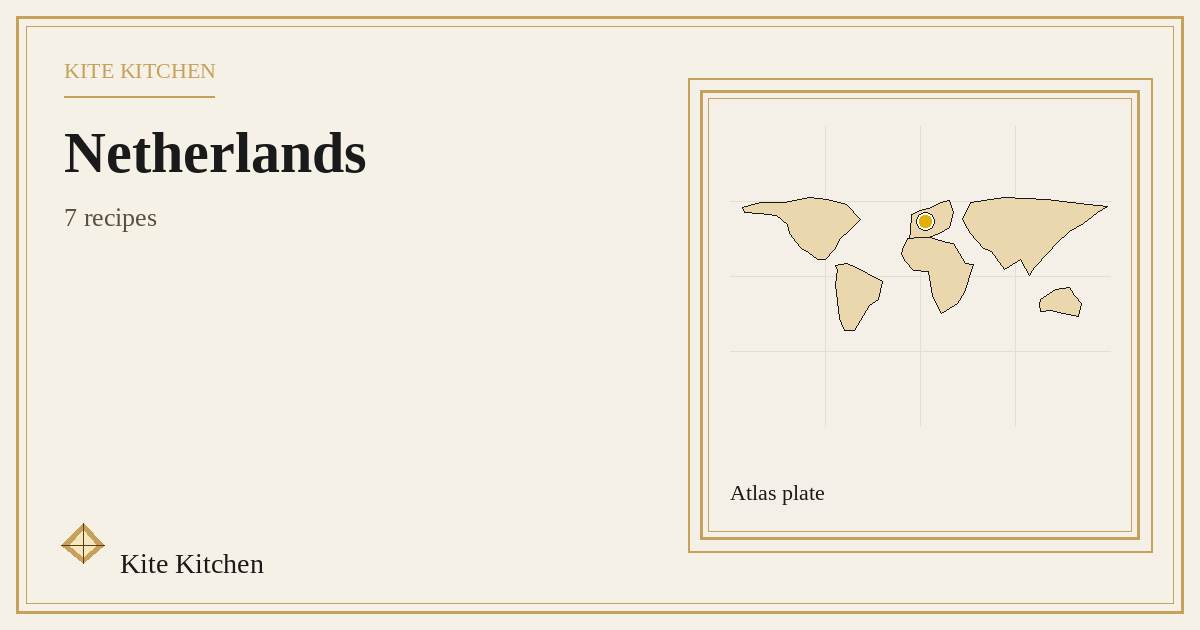 KITE KITCHEN
Netherlands
7 recipes
Atlas plate
Kite Kitchen